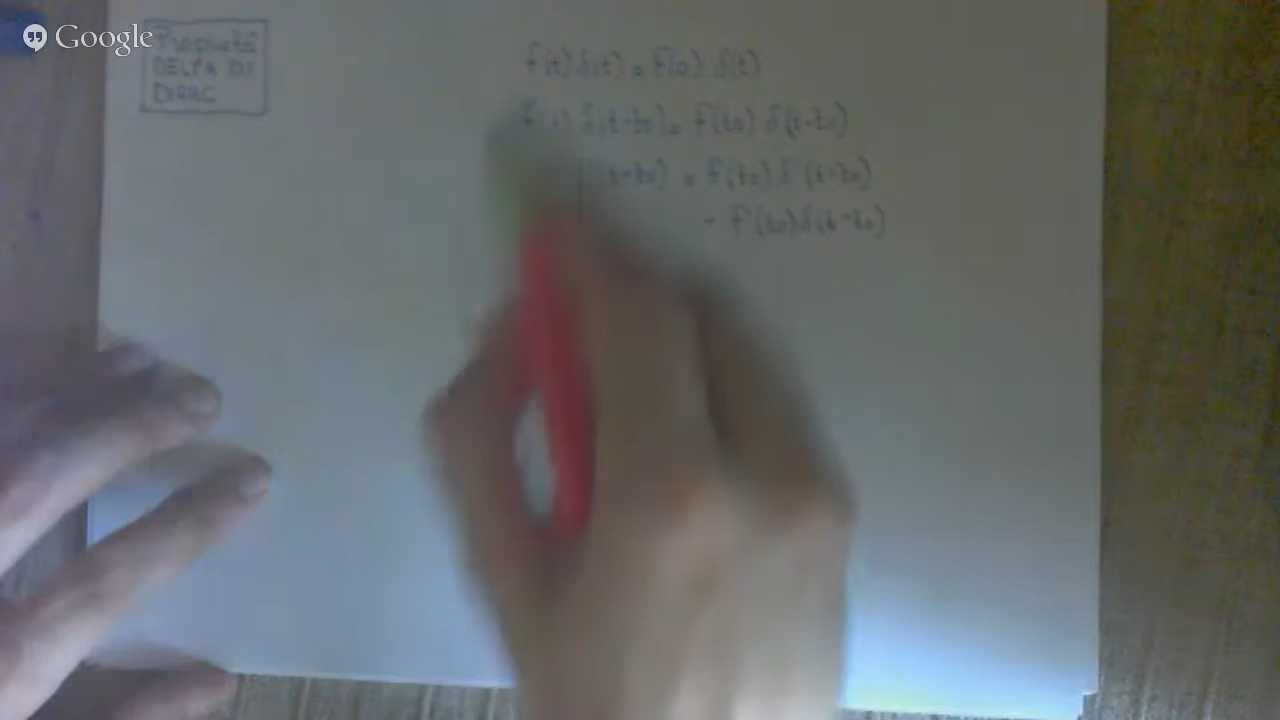 Google
Proprietà
DELTA DI
DIRAC
f(t) δ(t) = f(0) δ(t)
δ(t-t0) = f(t0) δ(t-t0)
(t-t0) = f(t0) δ (t-t0)
- f'(t0) δ(t-t0)